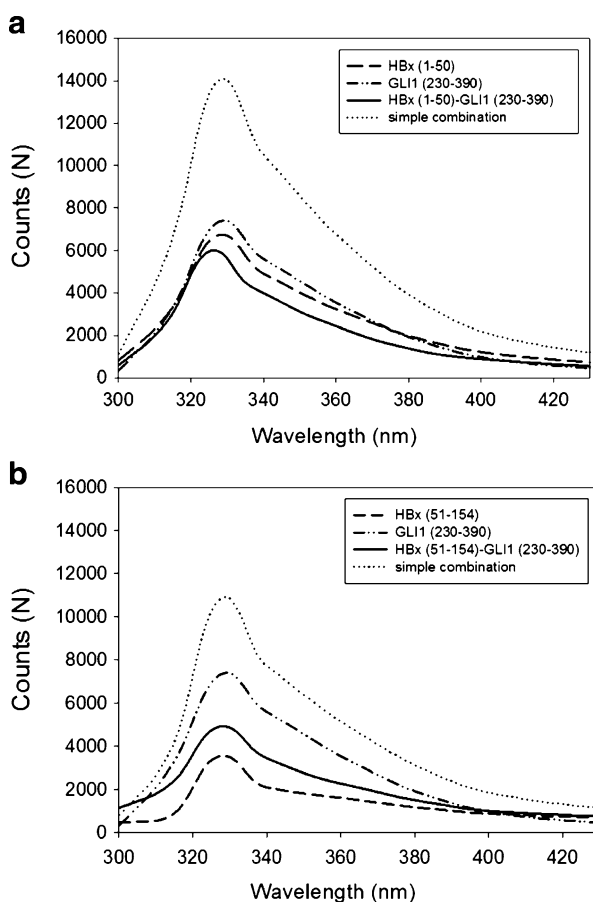 a
16000
14000
12000
10000
8000
6000
4000
2000
0
Counts (N)
HBx (1-50)
GLI1 (230-390)
HBx (1-50)-GLI1 (230-390)
simple combination
300 320 340 360 380 400 420
Wavelength (nm)
b
16000
14000
12000
10000
8000
6000
4000
2000
0
Counts (N)
HBx (51-154)
GLI1 (230-390)
HBx (51-154)-GLI1 (230-390)
simple combination
300 320 340 360 380 400 420
Wavelength (nm)